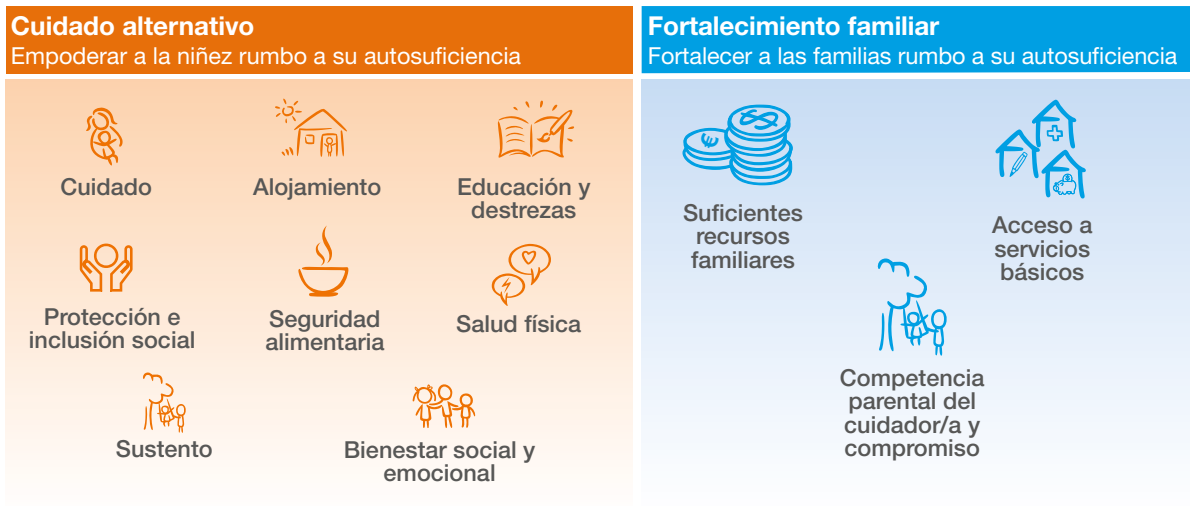 Cuidado alternativo
Empoderar a la niñez rumbo a su autosuficiencia
Cuidado
Alojamiento
Educación y
destrezas
Protección e
inclusión social
Seguridad
alimentaria
Salud física
Sustento
Bienestar social y
emocional
Fortalecimiento familiar
Fortalecer a las familias rumbo a su autosuficiencia
Suficientes
recursos
familiares
Acceso a
servicios
básicos
Competencia
parental del
cuidador/a y
compromiso